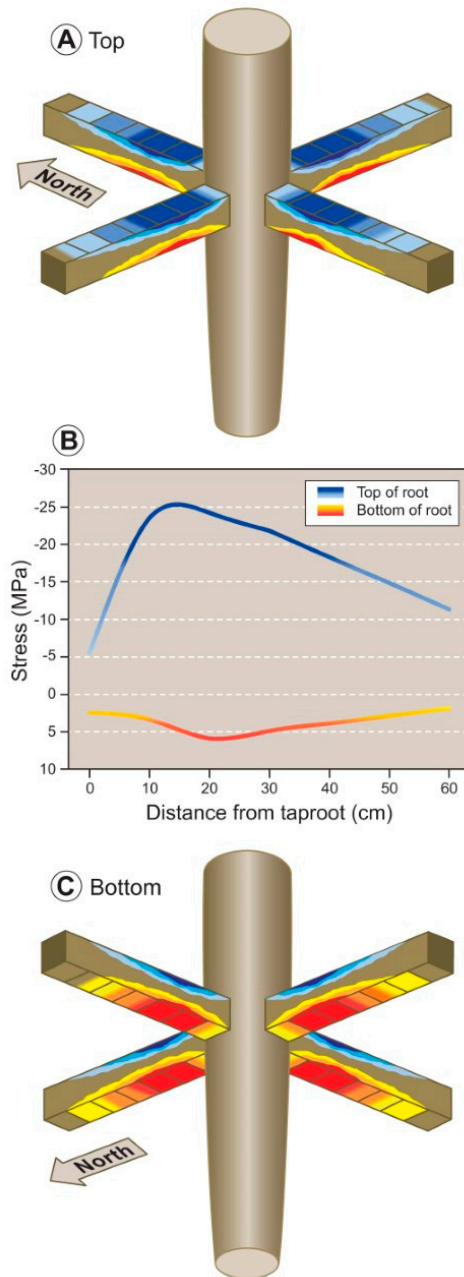 A Top
North
B
-30
-25
-20
-15
-10
-5
0
5
10
Stress (MPa)
Top of root
Bottom of root
0 10 20 30 40 50 60
Distance from taproot (cm)
C Bottom
North